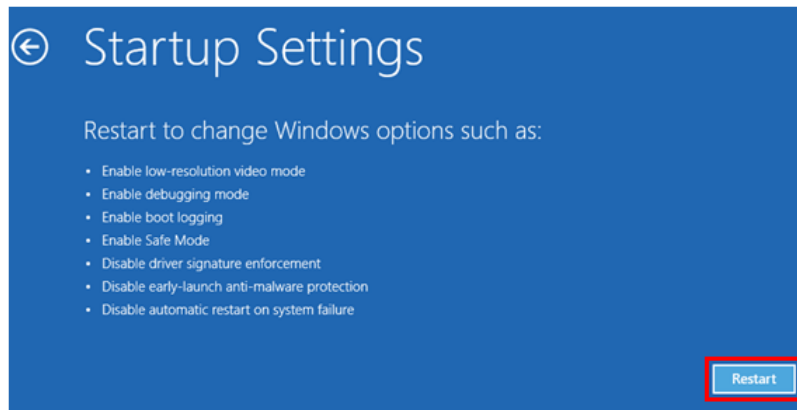 Startup Settings
Restart to change Windows options such as:
• Enable low-resolution video mode
• Enable debugging mode
• Enable boot logging
• Enable Safe Mode
• Disable driver signature enforcement
• Disable early-launch anti-malware protection
• Disable automatic restart on system failure
Restart